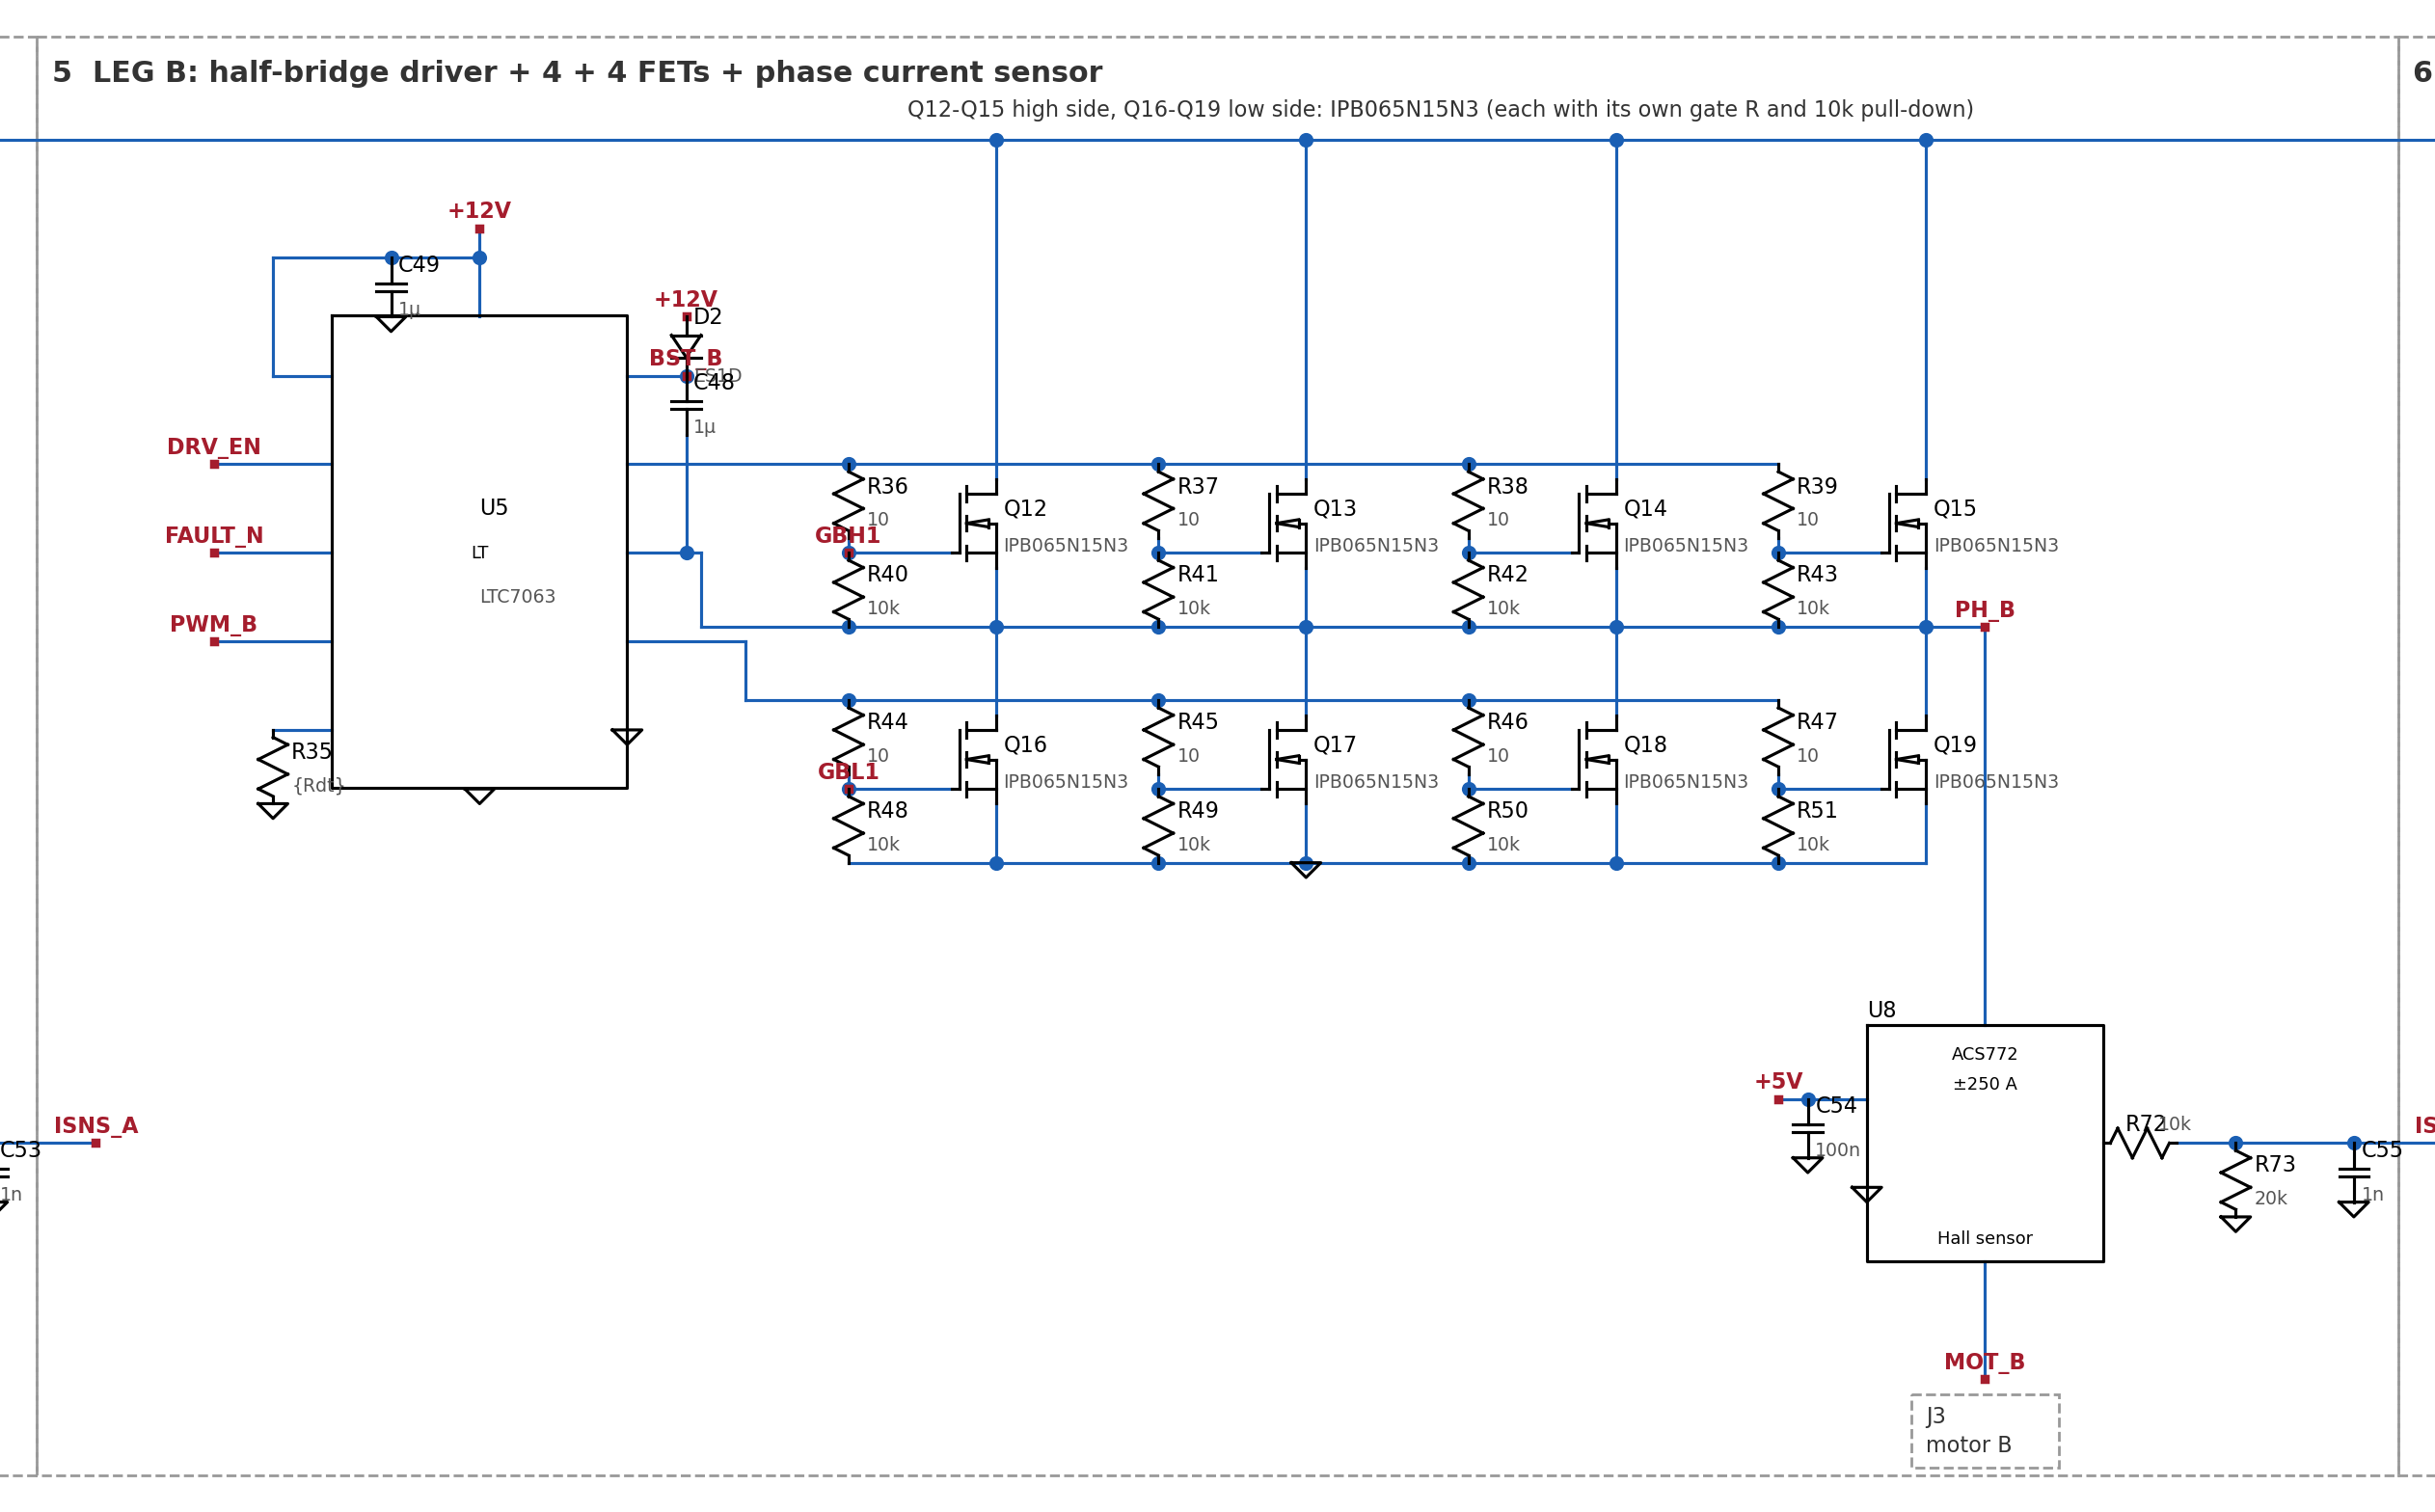 5 LEG B: half-bridge driver + 4 + 4 FETs + phase current sensor
6
Q12-Q15 high side, Q16-Q19 low side: IPB065N15N3 (each with its own gate R and 10k pull-down)
+12V
C49
1µ
+12V
D2
BST_B
ES1D
C48
1µ
DRV_EN
FAULT_N
PWM_B
U5
LT
LTC7063
R35
{Rdt}
R36
10
Q12
IPB065N15N3
R37
10
Q13
IPB065N15N3
R38
10
Q14
IPB065N15N3
R39
10
Q15
IPB065N15N3
GBH1
R40
10k
R41
10k
R42
10k
R43
10k
PH_B
R44
10
Q16
IPB065N15N3
R45
10
Q17
IPB065N15N3
R46
10
Q18
IPB065N15N3
R47
10
Q19
IPB065N15N3
GBL1
R48
10k
R49
10k
R50
10k
R51
10k
U8
ACS772
±250 A
Hall sensor
+5V
C54
100n
ISNS_A
C53
1n
R72
10k
R73
20k
C55
1n
IS
MOT_B
J3
motor B